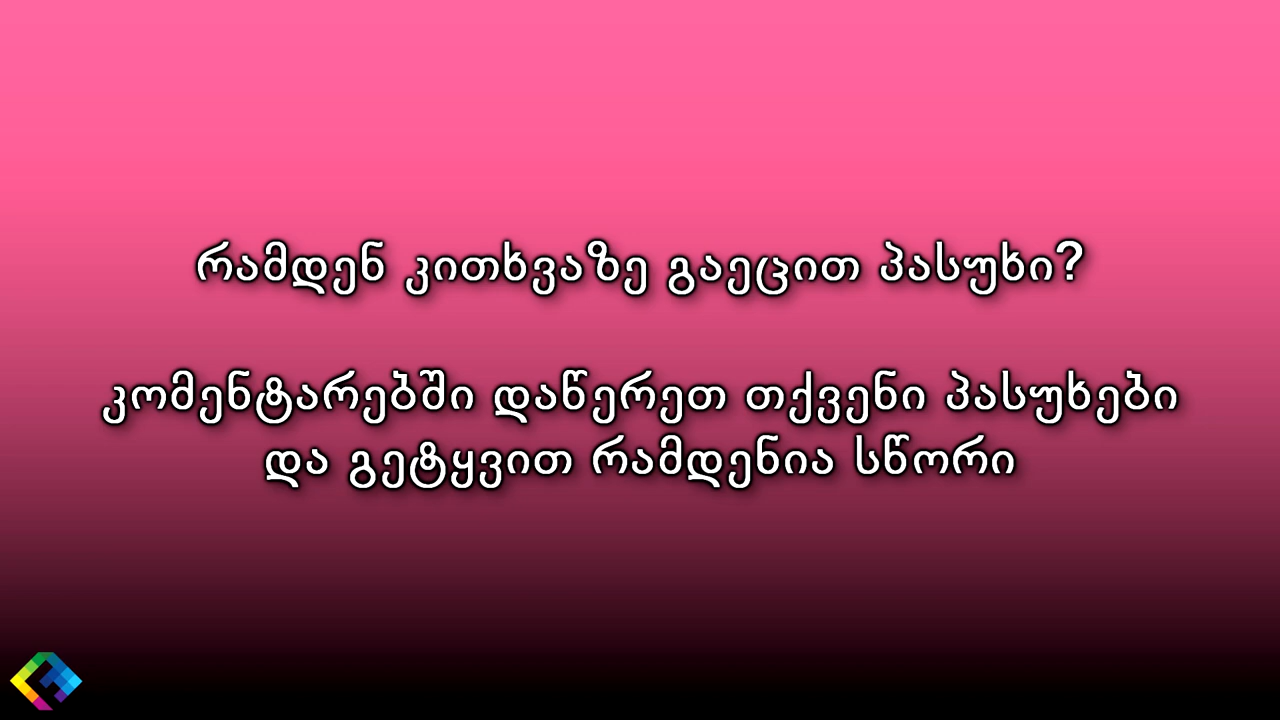 რამდენ კითხვაზე გაეცით პასუხი?
კომენტარებში დაწერეთ თქვენი პასუხები
და გეტყვით რამდენია სწორი